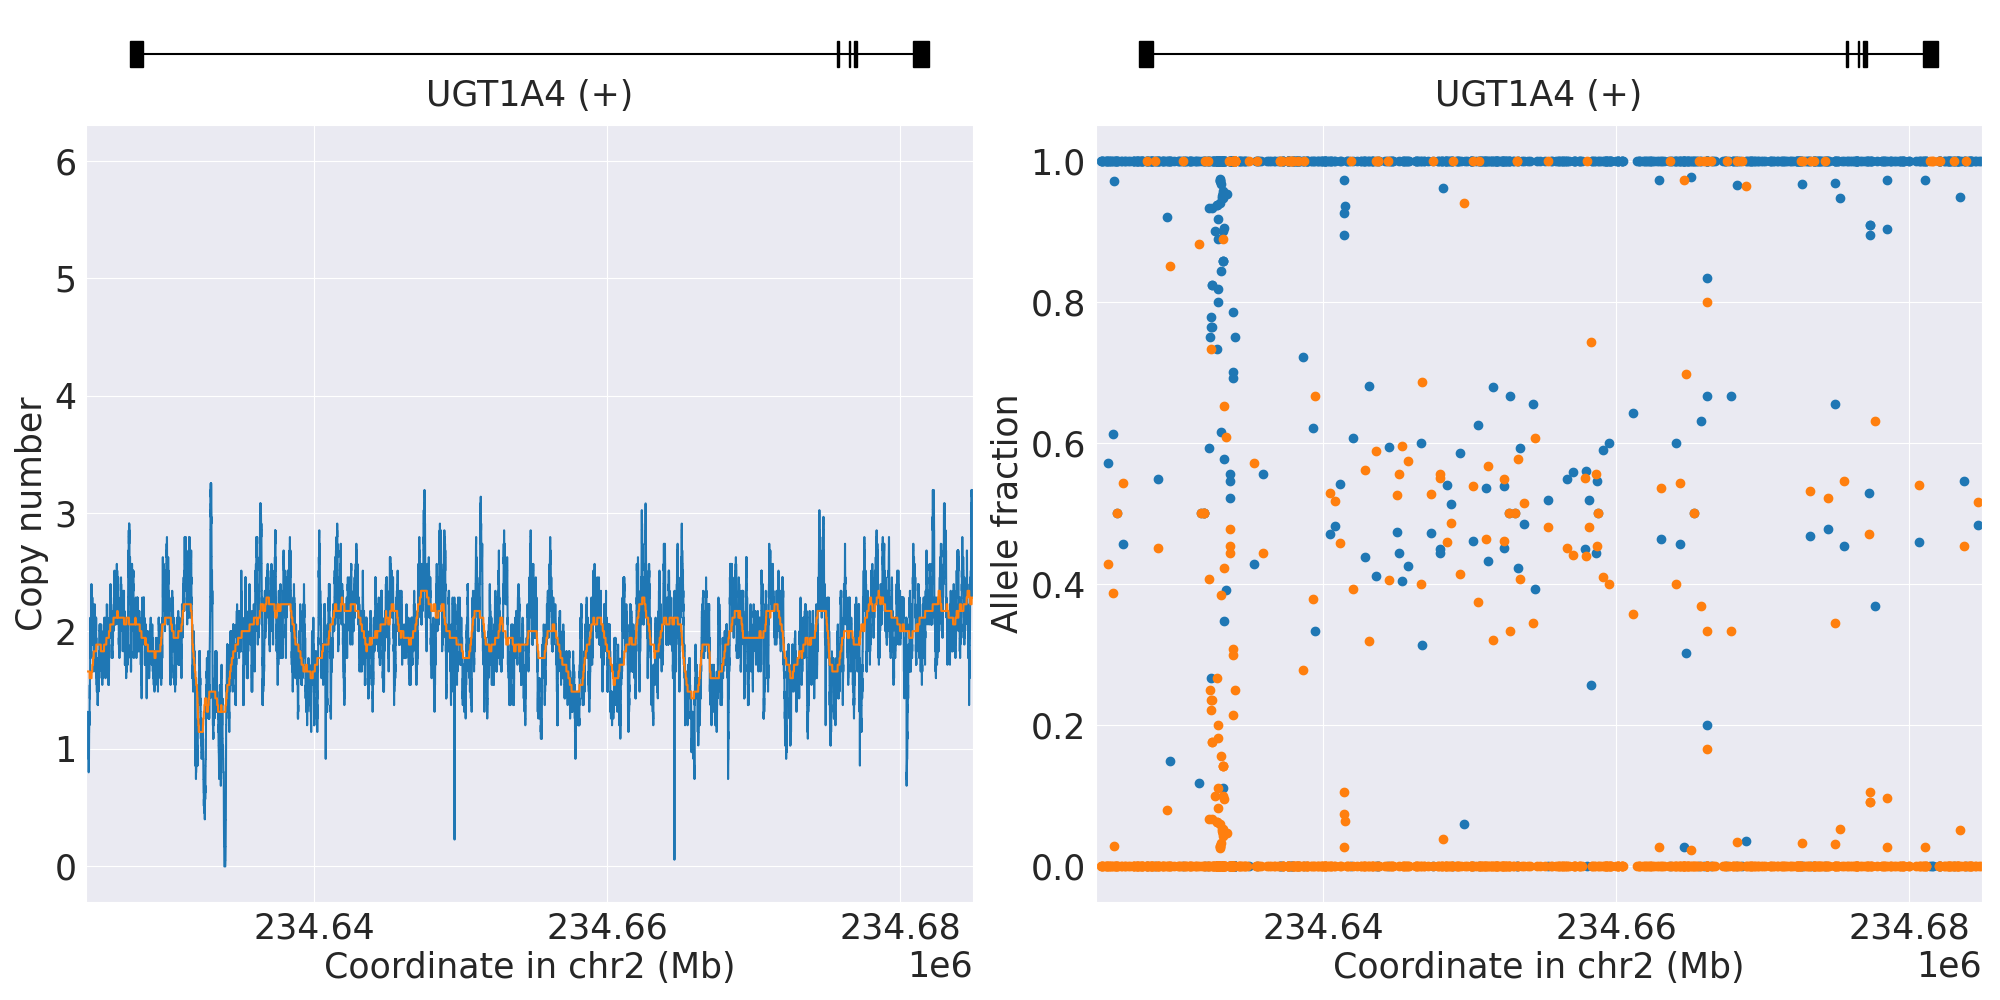 UGT1A4 (+)
UGT1A4 (+)
Copy number
6
5
4
3
2
1
0
234.64
234.66
234.68
Coordinate in chr2 (Mb)
1e6
Allele fraction
1.0
0.8
0.6
0.4
0.2
0.0
234.64
234.66
234.68
Coordinate in chr2 (Mb)
1e6